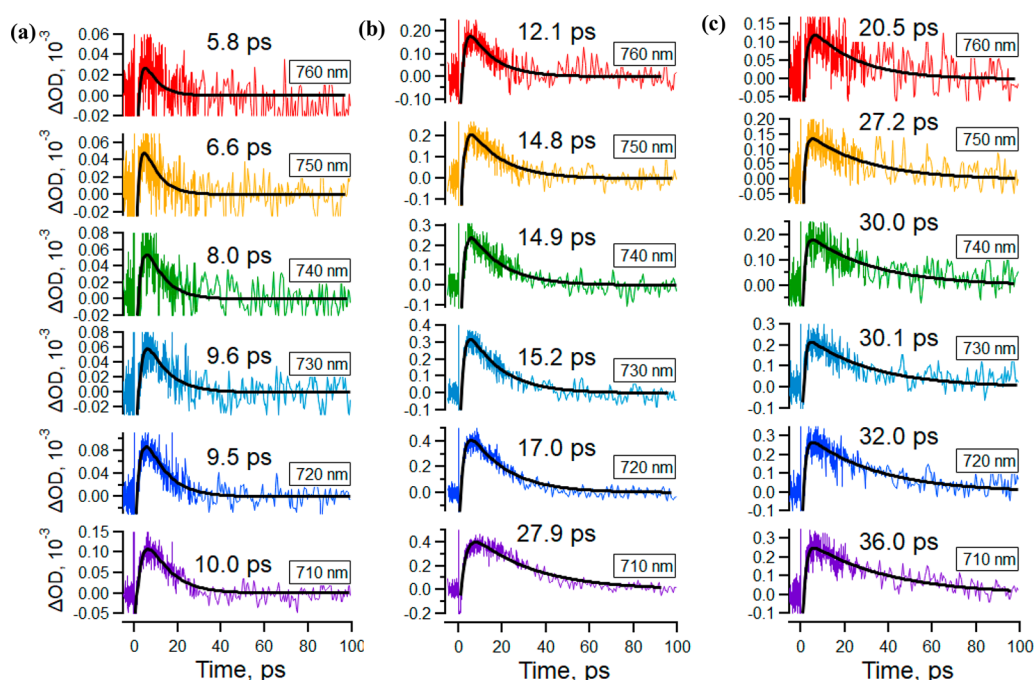 (a)
ΔOD, 10⁻³
0.06
0.04
0.02
0.00
-0.02
5.8 ps
760 nm
ΔOD, 10⁻³
0.06
0.04
0.02
0.00
-0.02
6.6 ps
750 nm
ΔOD, 10⁻³
0.08
0.06
0.04
0.02
0.00
-0.02
8.0 ps
740 nm
ΔOD, 10⁻³
0.08
0.06
0.04
0.02
0.00
-0.02
9.6 ps
730 nm
ΔOD, 10⁻³
0.08
0.04
0.00
9.5 ps
720 nm
ΔOD, 10⁻³
0.15
0.10
0.05
0.00
-0.05
10.0 ps
710 nm
0 20 40 60 80 100
Time, ps
(b)
0.20
0.10
0.00
-0.10
12.1 ps
760 nm
0.2
0.1
0.0
-0.1
14.8 ps
750 nm
0.3
0.2
0.1
0.0
-0.1
14.9 ps
740 nm
0.4
0.3
0.2
0.1
0.0
-0.1
15.2 ps
730 nm
0.4
0.2
0.0
17.0 ps
720 nm
0.4
0.2
0.0
-0.2
27.9 ps
710 nm
0 20 40 60 80 100
Time, ps
(c)
0.15
0.10
0.05
0.00
-0.05
20.5 ps
760 nm
0.20
0.15
0.10
0.05
0.00
-0.05
27.2 ps
750 nm
0.20
0.10
0.00
30.0 ps
740 nm
0.3
0.2
0.1
0.0
-0.1
30.1 ps
730 nm
0.3
0.2
0.1
0.0
-0.1
32.0 ps
720 nm
0.3
0.2
0.1
0.0
-0.1
36.0 ps
710 nm
0 20 40 60 80 100
Time, ps